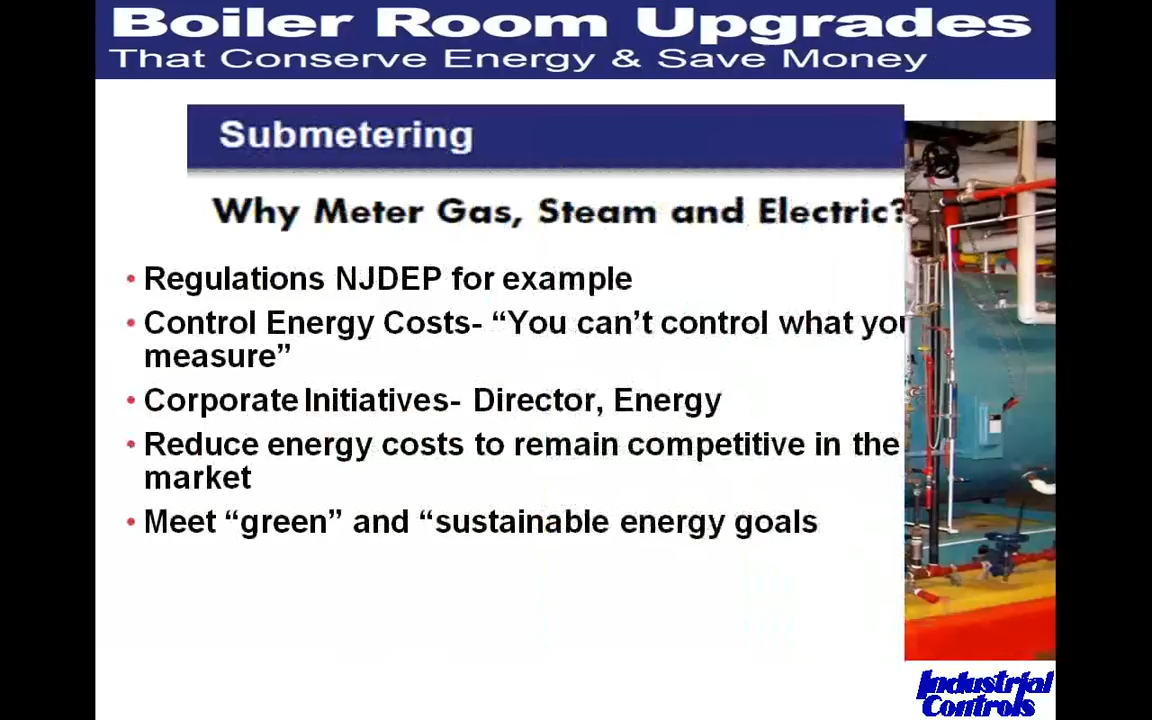 Boiler Room Upgrades
That Conserve Energy & Save Money
Submetering
Why Meter Gas, Steam and Electric?
• Regulations NJDEP for example
• Control Energy Costs- “You can’t control what you
measure”
• Corporate Initiatives- Director, Energy
• Reduce energy costs to remain competitive in the
market
• Meet “green” and “sustainable energy goals
Industrial
Controls